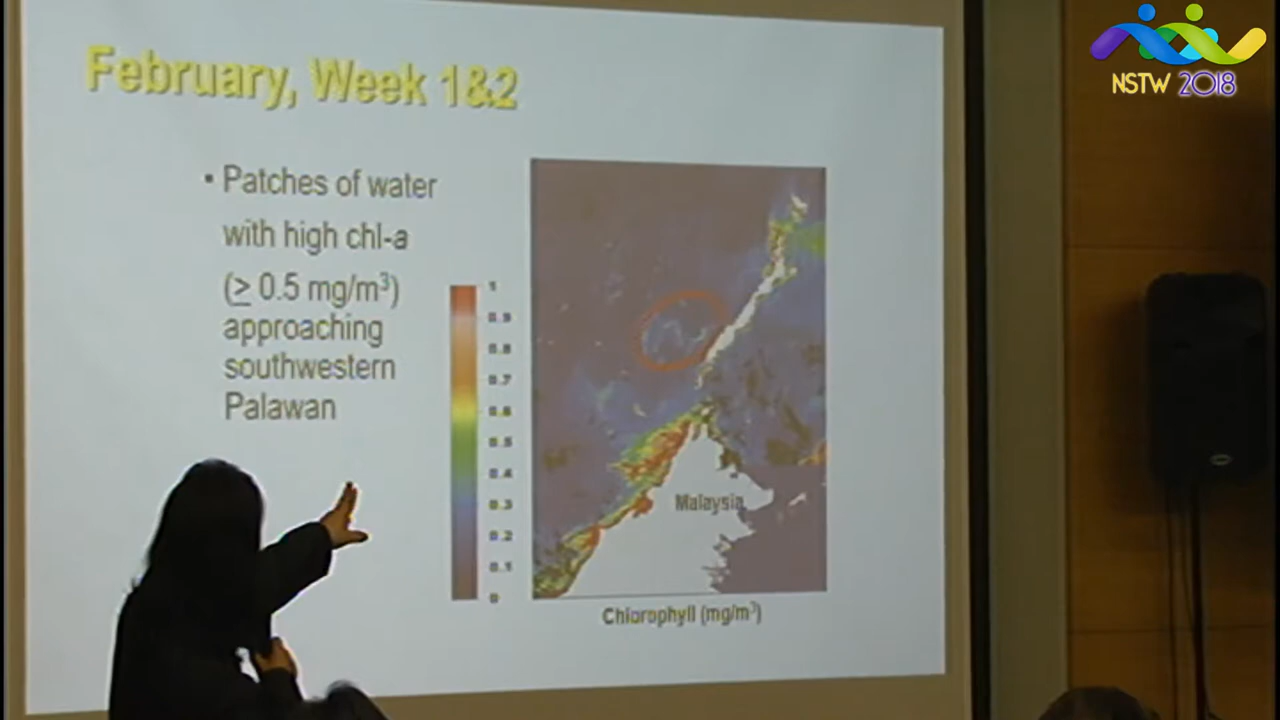 NSTW 2018
February, Week 1&2
• Patches of water
with high chl-a
(≥ 0.5 mg/m³)
approaching
southwestern
Palawan
1
0.9
0.8
0.7
0.6
0.5
0.4
0.3
0.2
0.1
0
Malaysia
Chlorophyll (mg/m³)